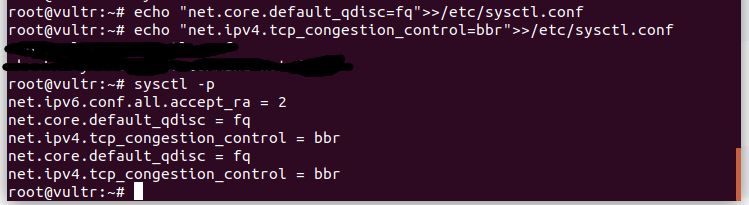 root@vultr:~# echo "net.core.default_qdisc=fq">>/etc/sysctl.conf
root@vultr:~# echo "net.ipv4.tcp_congestion_control=bbr">>/etc/sysctl.conf
root@vultr:~# sysctl -p
net.ipv6.conf.all.accept_ra = 2
net.core.default_qdisc = fq
net.ipv4.tcp_congestion_control = bbr
net.core.default_qdisc = fq
net.ipv4.tcp_congestion_control = bbr
root@vultr:~#